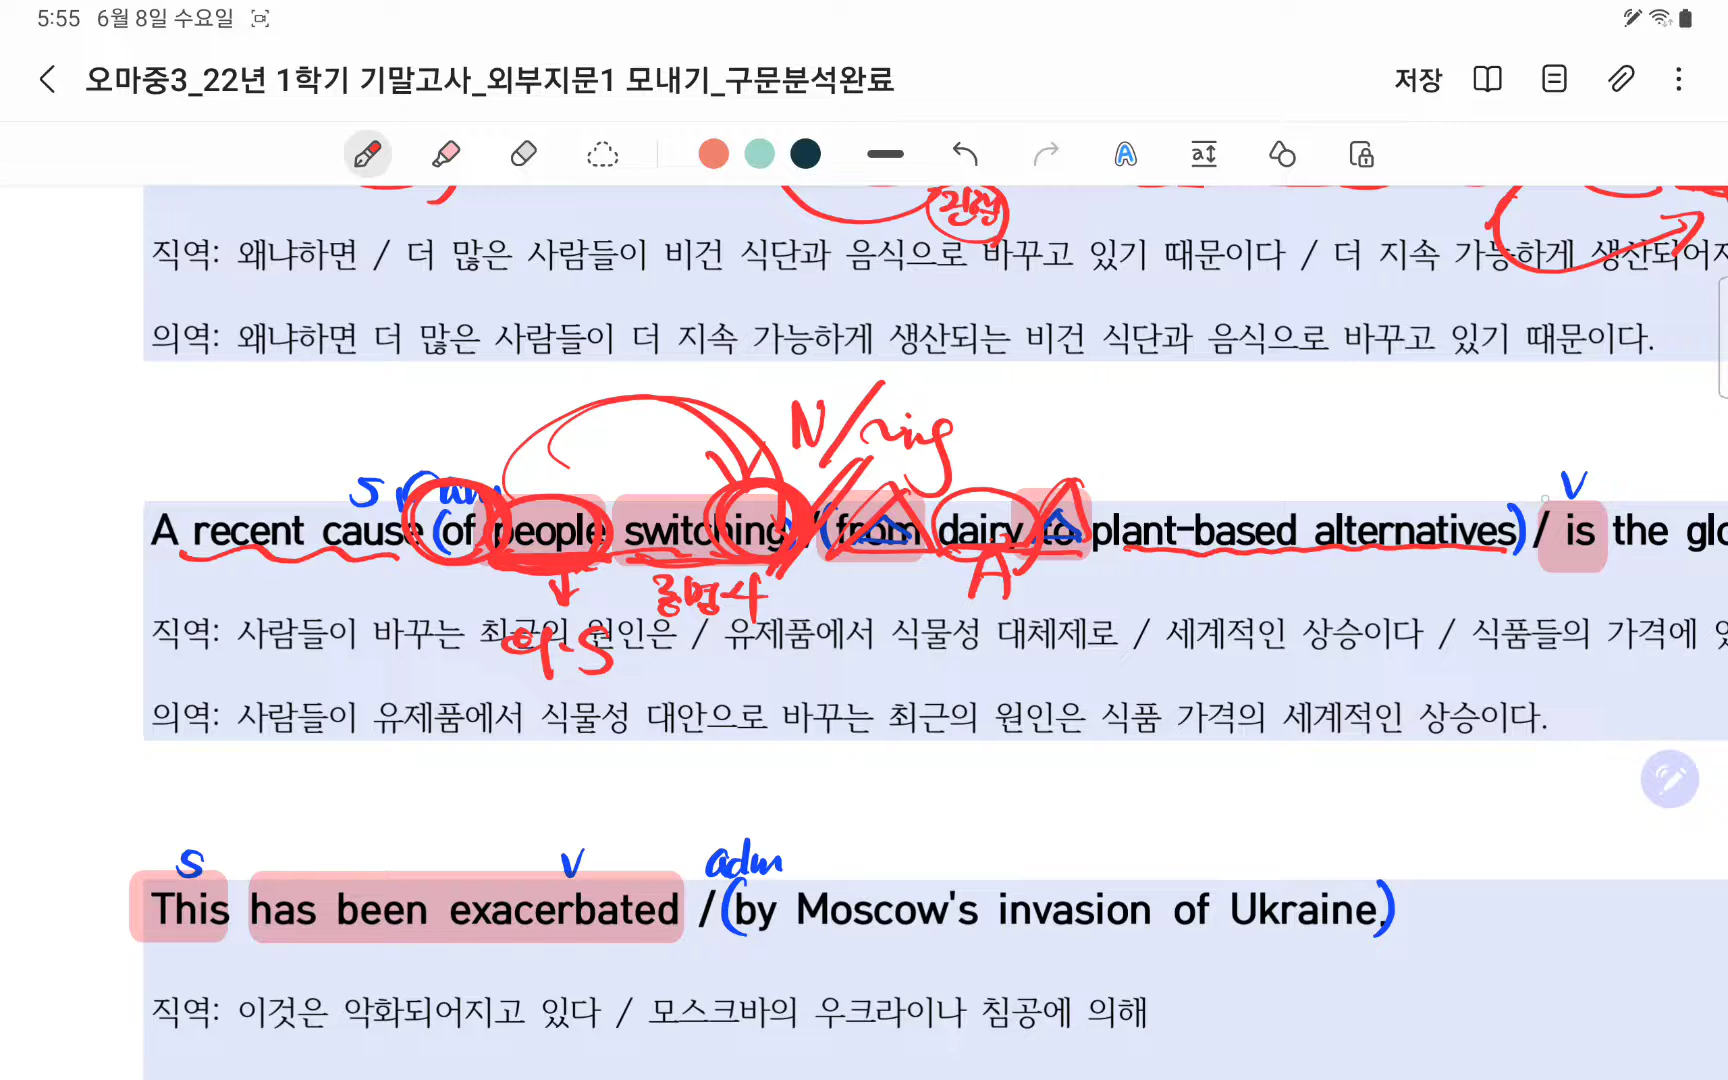 5:55 6월 8일 수요일
오마중3_22년 1학기 기말고사_외부지문1 모내기_구문분석완료 저장
진행
직역: 왜냐하면 / 더 많은 사람들이 비건 식단과 음식으로 바꾸고 있기 때문이다 / 더 지속 가능하게 생산되어지
의역: 왜냐하면 더 많은 사람들이 더 지속 가능하게 생산되는 비건 식단과 음식으로 바꾸고 있기 때문이다.
N/~ing
S V
A recent cause (of people switching) / (from dairy to plant-based alternatives) / is the glo
동명사 A
직역: 사람들이 바꾸는 최근의 원인은 / 유제품에서 식물성 대체제로 / 세계적인 상승이다 / 식품들의 가격에 있
의.S
의역: 사람들이 유제품에서 식물성 대안으로 바꾸는 최근의 원인은 식품 가격의 세계적인 상승이다.
S V adm
This has been exacerbated / (by Moscow's invasion of Ukraine.)
직역: 이것은 악화되어지고 있다 / 모스크바의 우크라이나 침공에 의해